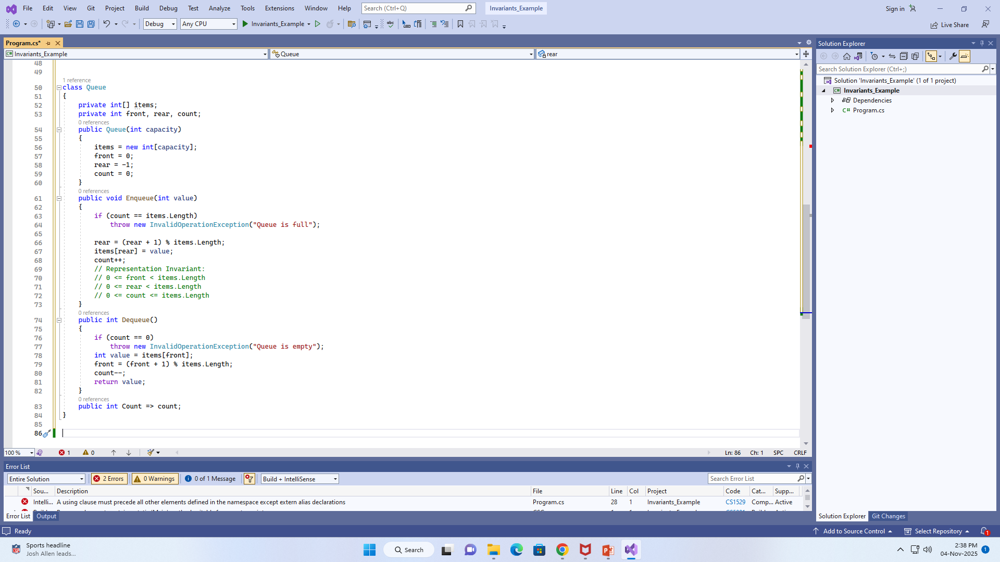 File Edit View Git Project Build Debug Test Analyze Tools Extensions Window Help Search (Ctrl+Q) Invariants_Example Sign in
Debug Any CPU Invariants_Example Live Share
Program.cs*
Invariants_Example Queue rear
48
49
1 reference
50 class Queue
51 {
52 private int[] items;
53 private int front, rear, count;
0 references
54 public Queue(int capacity)
55 {
56 items = new int[capacity];
57 front = 0;
58 rear = -1;
59 count = 0;
60 }
0 references
61 public void Enqueue(int value)
62 {
63 if (count == items.Length)
64 throw new InvalidOperationException("Queue is full");
65
66 rear = (rear + 1) % items.Length;
67 items[rear] = value;
68 count++;
69 // Representation Invariant:
70 // 0 <= front < items.Length
71 // 0 <= rear < items.Length
72 // 0 <= count <= items.Length
73 }
0 references
74 public int Dequeue()
75 {
76 if (count == 0)
77 throw new InvalidOperationException("Queue is empty");
78 int value = items[front];
79 front = (front + 1) % items.Length;
80 count--;
81 return value;
82 }
0 references
83 public int Count => count;
84 }
85
86
100 % 1 0 Ln: 86 Ch: 1 SPC CRLF
Error List
Entire Solution 2 Errors 0 Warnings 0 of 1 Message Build + IntelliSense Search Error List
Sou... Description File Line Col Project Code Cat... Supp...
Intelli... A using clause must precede all other elements defined in the namespace except extern alias declarations Program.cs 28 1 Invariants_Example CS1529 Comp... Active
Error List Output
Solution Explorer
Search Solution Explorer (Ctrl+;)
Solution 'Invariants_Example' (1 of 1 project)
Invariants_Example
Dependencies
C# Program.cs
Solution Explorer Git Changes
Ready Add to Source Control Select Repository 1
Sports headline
Josh Allen leads...
Search
2:38 PM
04-Nov-2025
1